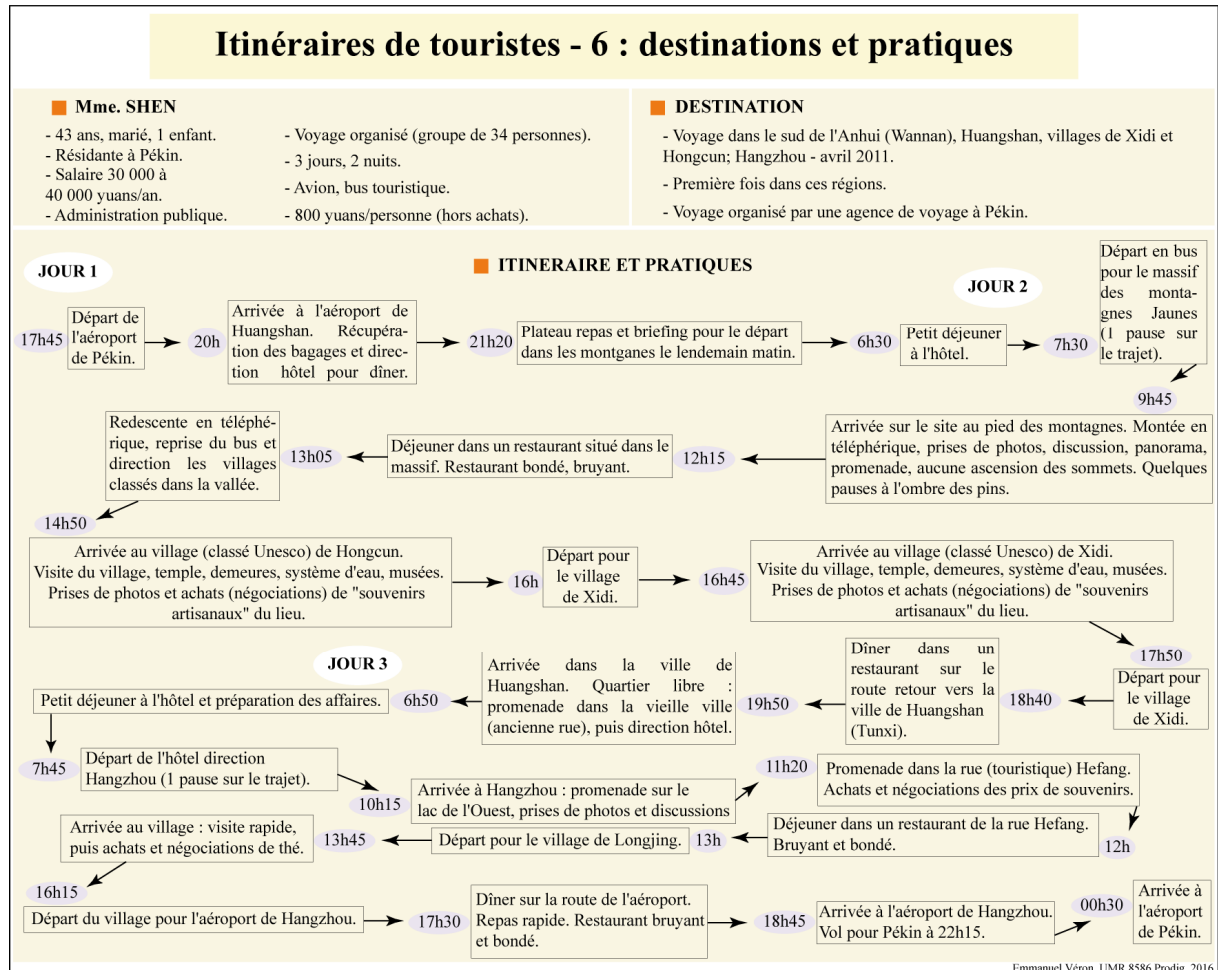 Itinéraires de touristes - 6 : destinations et pratiques
Mme. SHEN
- 43 ans, marié, 1 enfant.
- Résidante à Pékin.
- Salaire 30 000 à
40 000 yuans/an.
- Administration publique.
- Voyage organisé (groupe de 34 personnes).
- 3 jours, 2 nuits.
- Avion, bus touristique.
- 800 yuans/personne (hors achats).
DESTINATION
- Voyage dans le sud de l'Anhui (Wannan), Huangshan, villages de Xidi et
Hongcun; Hangzhou - avril 2011.
- Première fois dans ces régions.
- Voyage organisé par une agence de voyage à Pékin.
ITINERAIRE ET PRATIQUES
JOUR 1
17h45
Départ de
l'aéroport
de Pékin.
20h
Arrivée à l'aéroport de
Huangshan. Récupéra-
tion des bagages et direc-
tion hôtel pour dîner.
21h20
Plateau repas et briefing pour le départ
dans les montganes le lendemain matin.
JOUR 2
6h30
Petit déjeuner
à l'hôtel.
7h30
Départ en bus
pour le massif
des monta-
gnes Jaunes
(1 pause sur
le trajet).
9h45
Arrivée sur le site au pied des montagnes. Montée en
téléphérique, prises de photos, discussion, panorama,
promenade, aucune ascension des sommets. Quelques
pauses à l'ombre des pins.
12h15
Déjeuner dans un restaurant situé dans le
massif. Restaurant bondé, bruyant.
13h05
Redescente en téléphé-
rique, reprise du bus et
direction les villages
classés dans la vallée.
14h50
Arrivée au village (classé Unesco) de Hongcun.
Visite du village, temple, demeures, système d'eau, musées.
Prises de photos et achats (négociations) de "souvenirs
artisanaux" du lieu.
16h
Départ pour
le village
de Xidi.
16h45
Arrivée au village (classé Unesco) de Xidi.
Visite du village, temple, demeures, système d'eau, musées.
Prises de photos et achats (négociations) de "souvenirs
artisanaux" du lieu.
17h50
Départ pour
le village
de Xidi.
18h40
Dîner dans un
restaurant sur le
route retour vers la
ville de Huangshan
(Tunxi).
19h50
Arrivée dans la ville de
Huangshan. Quartier libre :
promenade dans la vieille ville
(ancienne rue), puis direction hôtel.
JOUR 3
6h50
Petit déjeuner à l'hôtel et préparation des affaires.
7h45
Départ de l'hôtel direction
Hangzhou (1 pause sur le trajet).
10h15
Arrivée à Hangzhou : promenade sur le
lac de l'Ouest, prises de photos et discussions
11h20
Promenade dans la rue (touristique) Hefang.
Achats et négociations des prix de souvenirs.
12h
Déjeuner dans un restaurant de la rue Hefang.
Bruyant et bondé.
13h
Départ pour le village de Longjing.
13h45
Arrivée au village : visite rapide,
puis achats et négociations de thé.
16h15
Départ du village pour l'aéroport de Hangzhou.
17h30
Dîner sur la route de l'aéroport.
Repas rapide. Restaurant bruyant
et bondé.
18h45
Arrivée à l'aéroport de Hangzhou.
Vol pour Pékin à 22h15.
00h30
Arrivée à
l'aéroport
de Pékin.
Emmanuel Véron, UMR 8586 Prodig, 2016